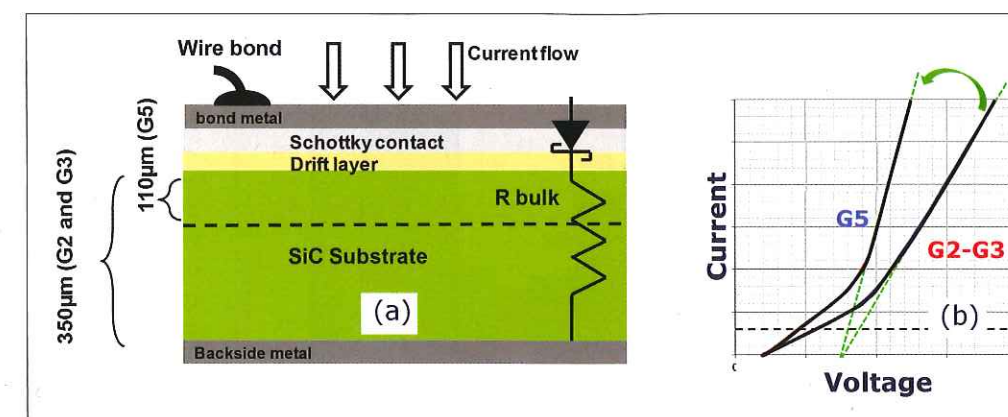 Wire bond
Current flow
bond metal
Schottky contact
Drift layer
R bulk
SiC Substrate
(a)
Backside metal
110µm (G5)
350µm (G2 and G3)
Current
G5
G2-G3
(b)
Voltage